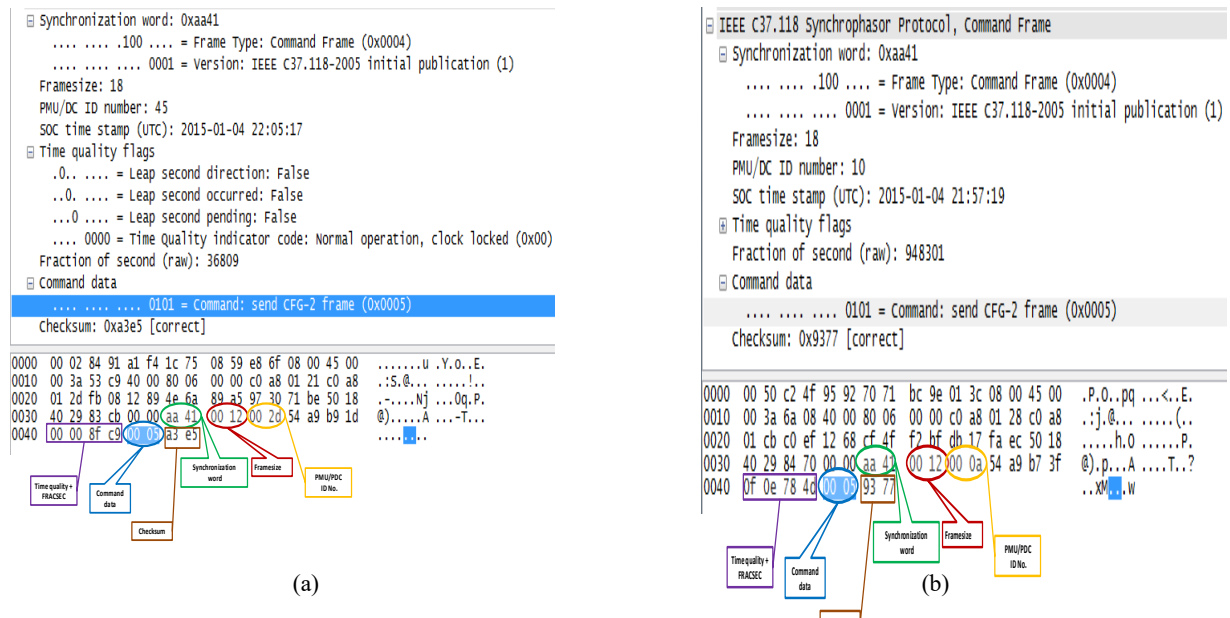 Synchronization word: 0xaa41
.... .... .100 .... = Frame Type: Command Frame (0x0004)
.... .... .... 0001 = Version: IEEE C37.118-2005 initial publication (1)
Framesize: 18
PMU/DC ID number: 45
SOC time stamp (UTC): 2015-01-04 22:05:17
Time quality flags
.0.. .... = Leap second direction: False
..0. .... = Leap second occurred: False
...0 .... = Leap second pending: False
.... 0000 = Time Quality indicator code: Normal operation, clock locked (0x00)
Fraction of second (raw): 36809
Command data
.... .... .... 0101 = Command: send CFG-2 frame (0x0005)
Checksum: 0xa3e5 [correct]
0000 00 02 84 91 a1 f4 1c 75 08 59 e8 6f 08 00 45 00 .......u .Y.o..E.
0010 00 3a 53 c9 40 00 80 06 00 00 c0 a8 01 21 c0 a8 .:S.@... .....!..
0020 01 2d fb 08 12 89 4e 6a 89 a5 97 30 71 be 50 18 .-....Nj ...0q.P.
0030 40 29 83 cb 00 00 aa 41 00 12 00 2d 54 a9 b9 1d @).....A ...-T...
0040 00 00 8f c9 00 05 a3 e5 ........
Time quality + FRACSEC
Command data
Checksum
Synchronization word
Framesize
PMU/PDC ID No.
(a)
IEEE C37.118 Synchrophasor Protocol, Command Frame
Synchronization word: 0xaa41
.... .... .100 .... = Frame Type: Command Frame (0x0004)
.... .... .... 0001 = Version: IEEE C37.118-2005 initial publication (1)
Framesize: 18
PMU/DC ID number: 10
SOC time stamp (UTC): 2015-01-04 21:57:19
Time quality flags
Fraction of second (raw): 948301
Command data
.... .... .... 0101 = Command: send CFG-2 frame (0x0005)
Checksum: 0x9377 [correct]
0000 00 50 c2 4f 95 92 70 71 bc 9e 01 3c 08 00 45 00 .P.O..pq ...<..E.
0010 00 3a 6a 08 40 00 80 06 00 00 c0 a8 01 28 c0 a8 .:j.@... .....(..
0020 01 cb c0 ef 12 68 cf 4f f2 bf db 17 fa ec 50 18 .....h.O ......P.
0030 40 29 84 70 00 00 aa 41 00 12 00 0a 54 a9 b7 3f @).p...A ....T..?
0040 0f 0e 78 4d 00 05 93 77 ..xM...w
Time quality + FRACSEC
Command data
Synchronization word
Framesize
PMU/PDC ID No.
(b)